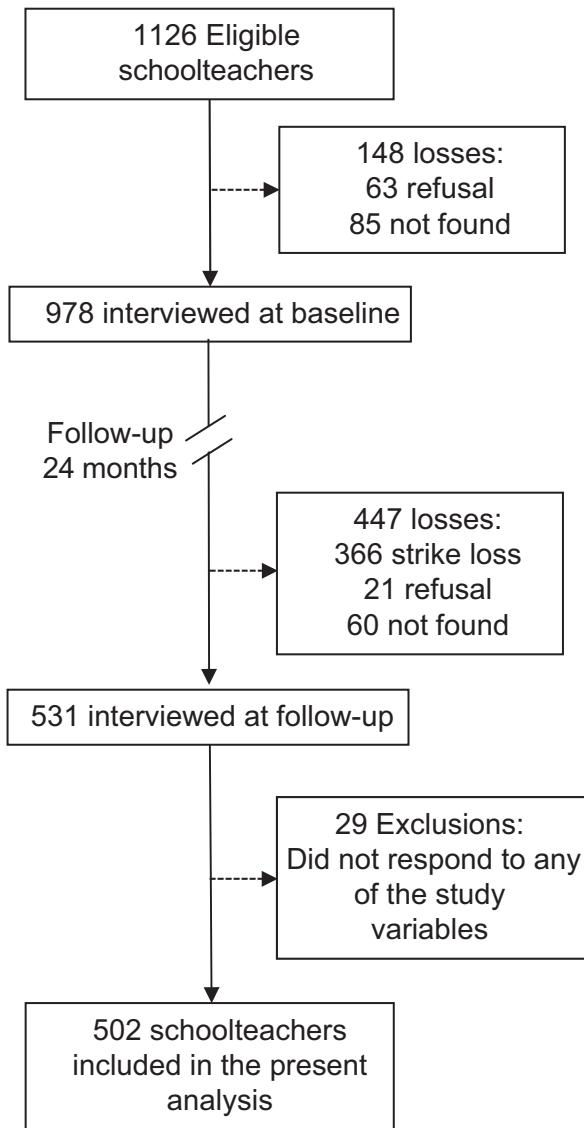 1126 Eligible
schoolteachers
148 losses:
63 refusal
85 not found
978 interviewed at baseline
Follow-up
24 months
447 losses:
366 strike loss
21 refusal
60 not found
531 interviewed at follow-up
29 Exclusions:
Did not respond to any
of the study
variables
502 schoolteachers
included in the present
analysis